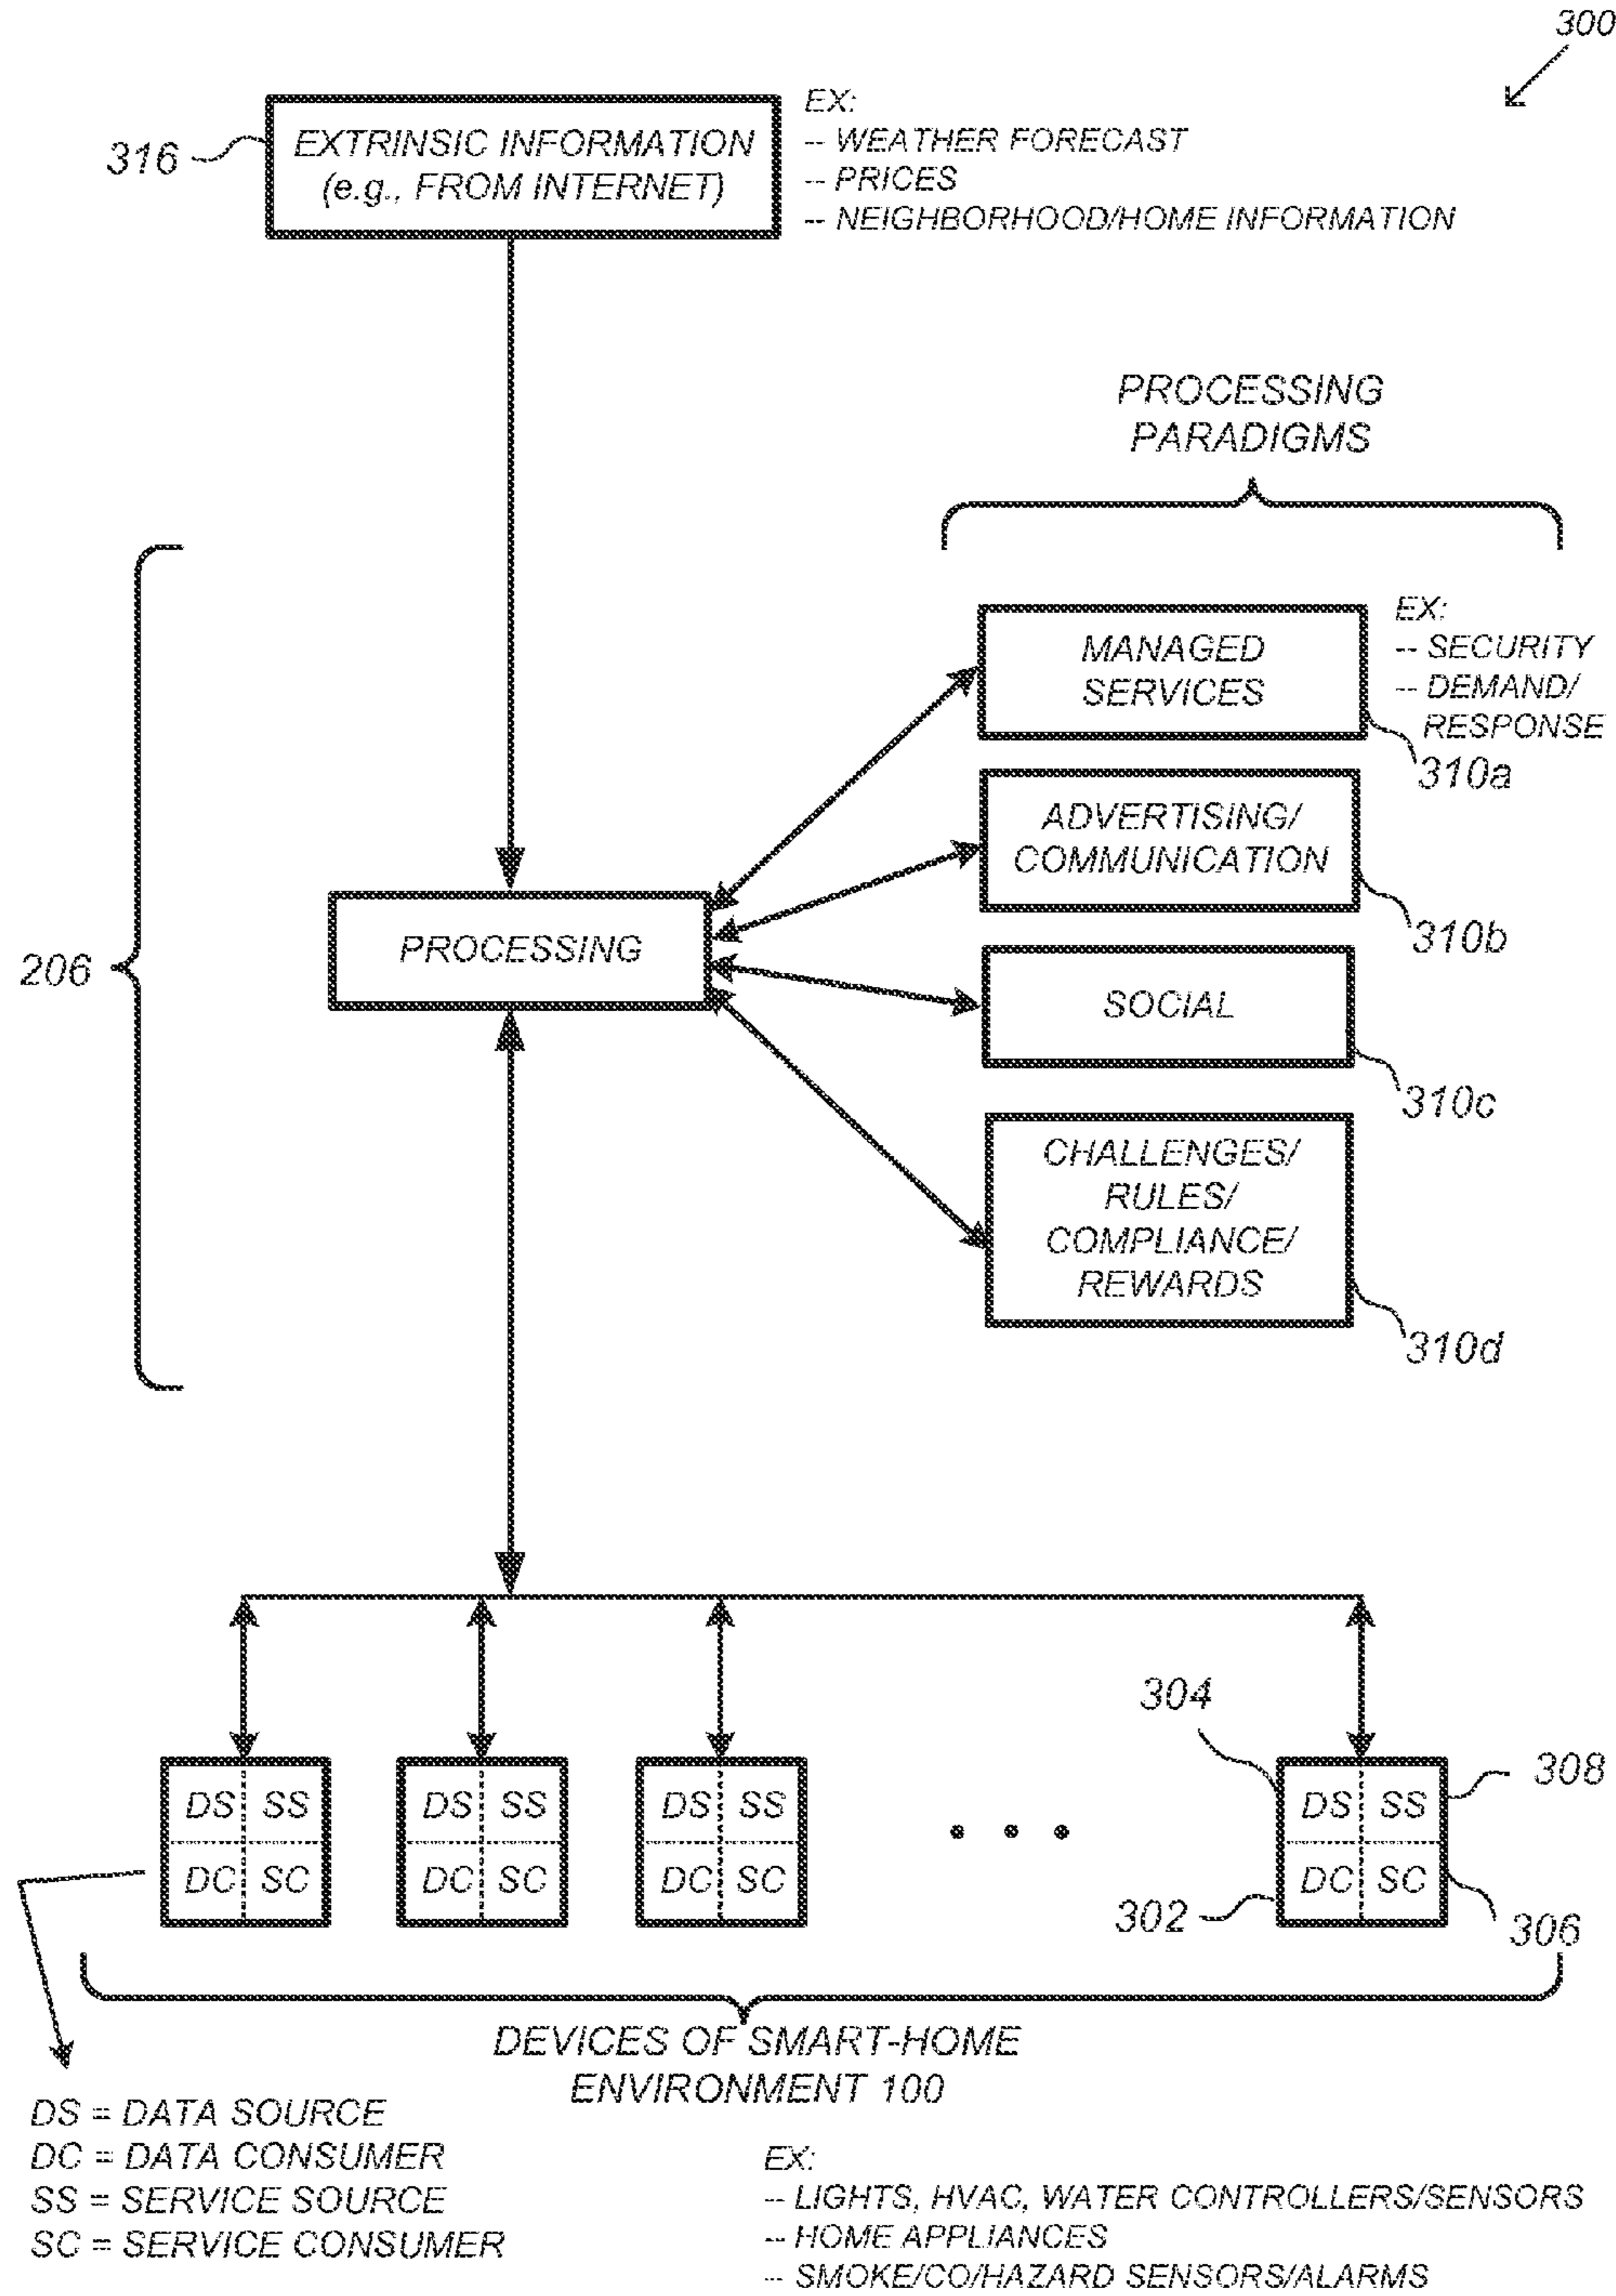 300
316
EXTRINSIC INFORMATION
(e.g., FROM INTERNET)
EX:
-- WEATHER FORECAST
-- PRICES
-- NEIGHBORHOOD/HOME INFORMATION
PROCESSING
PARADIGMS
206
PROCESSING
MANAGED
SERVICES
EX:
-- SECURITY
-- DEMAND/
RESPONSE
310a
ADVERTISING/
COMMUNICATION
310b
SOCIAL
310c
CHALLENGES/
RULES/
COMPLIANCE/
REWARDS
310d
DS SS
DC SC
DS SS
DC SC
DS SS
DC SC
• • •
304
DS SS
DC SC
308
302
306
DEVICES OF SMART-HOME
ENVIRONMENT 100
DS = DATA SOURCE
DC = DATA CONSUMER
SS = SERVICE SOURCE
SC = SERVICE CONSUMER
EX:
-- LIGHTS, HVAC, WATER CONTROLLERS/SENSORS
-- HOME APPLIANCES
-- SMOKE/CO/HAZARD SENSORS/ALARMS